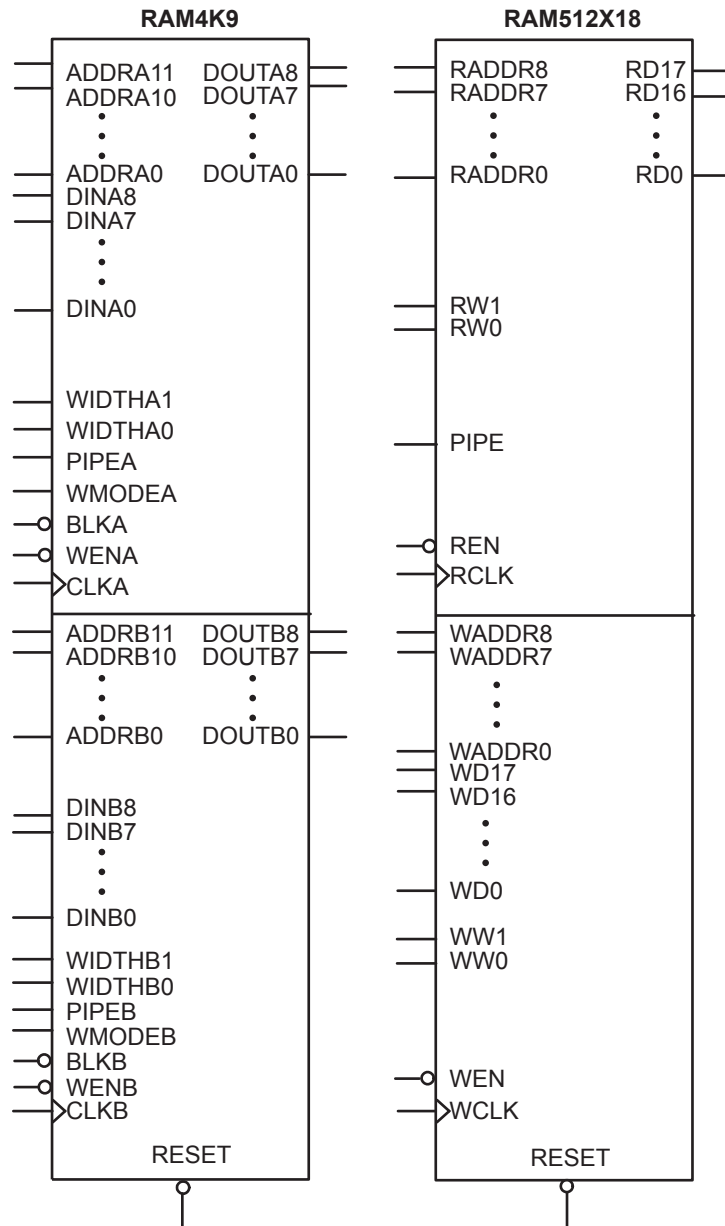 RAM4K9
ADDRA11 DOUTA8
ADDRA10 DOUTA7
ADDRA0 DOUTA0
DINA8
DINA7
DINA0
WIDTHA1
WIDTHA0
PIPEA
WMODEA
BLKA
WENA
CLKA
ADDRB11 DOUTB8
ADDRB10 DOUTB7
ADDRB0 DOUTB0
DINB8
DINB7
DINB0
WIDTHB1
WIDTHB0
PIPEB
WMODEB
BLKB
WENB
CLKB
RESET
RAM512X18
RADDR8 RD17
RADDR7 RD16
RADDR0 RD0
RW1
RW0
PIPE
REN
RCLK
WADDR8
WADDR7
WADDR0
WD17
WD16
WD0
WW1
WW0
WEN
WCLK
RESET